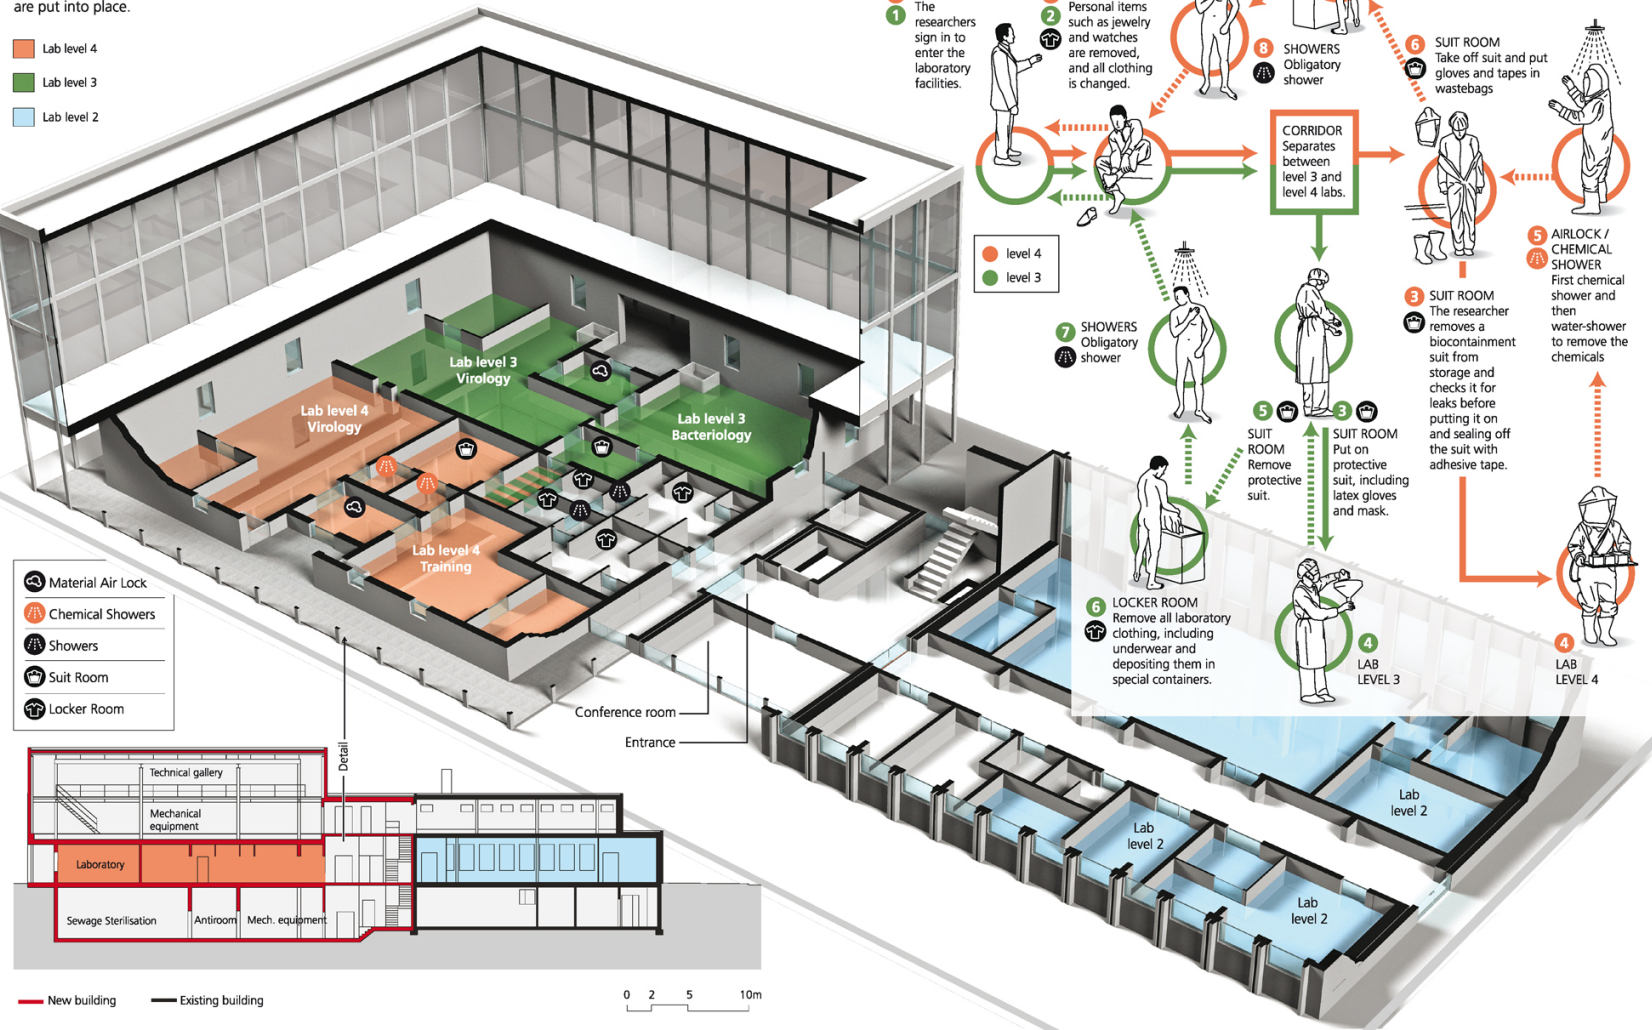 are put into place.
Lab level 4
Lab level 3
Lab level 2
1
The
researchers
sign in to
enter the
laboratory
facilities.
2
Personal items
such as jewelry
and watches
are removed,
and all clothing
is changed.
8 SHOWERS
Obligatory
shower
6 SUIT ROOM
Take off suit and put
gloves and tapes in
wastebags
CORRIDOR
Separates
between
level 3 and
level 4 labs.
level 4
level 3
5 AIRLOCK /
CHEMICAL
SHOWER
First chemical
shower and
then
water-shower
to remove the
chemicals
3 SUIT ROOM
The researcher
removes a
biocontainment
suit from
storage and
checks it for
leaks before
putting it on
and sealing off
the suit with
adhesive tape.
7 SHOWERS
Obligatory
shower
5
SUIT
ROOM
Remove
protective
suit.
3
SUIT ROOM
Put on
protective
suit, including
latex gloves
and mask.
6 LOCKER ROOM
Remove all laboratory
clothing, including
underwear and
depositing them in
special containers.
4
LAB
LEVEL 3
4
LAB
LEVEL 4
Lab level 3
Virology
Lab level 4
Virology
Lab level 3
Bacteriology
Lab level 4
Training
Material Air Lock
Chemical Showers
Showers
Suit Room
Locker Room
Conference room
Entrance
Detail
Lab
level 2
Lab
level 2
Lab
level 2
Technical gallery
Mechanical
equipment
Laboratory
Sewage Sterilisation
Antiroom
Mech. equipment
New building
Existing building
0 2 5 10m